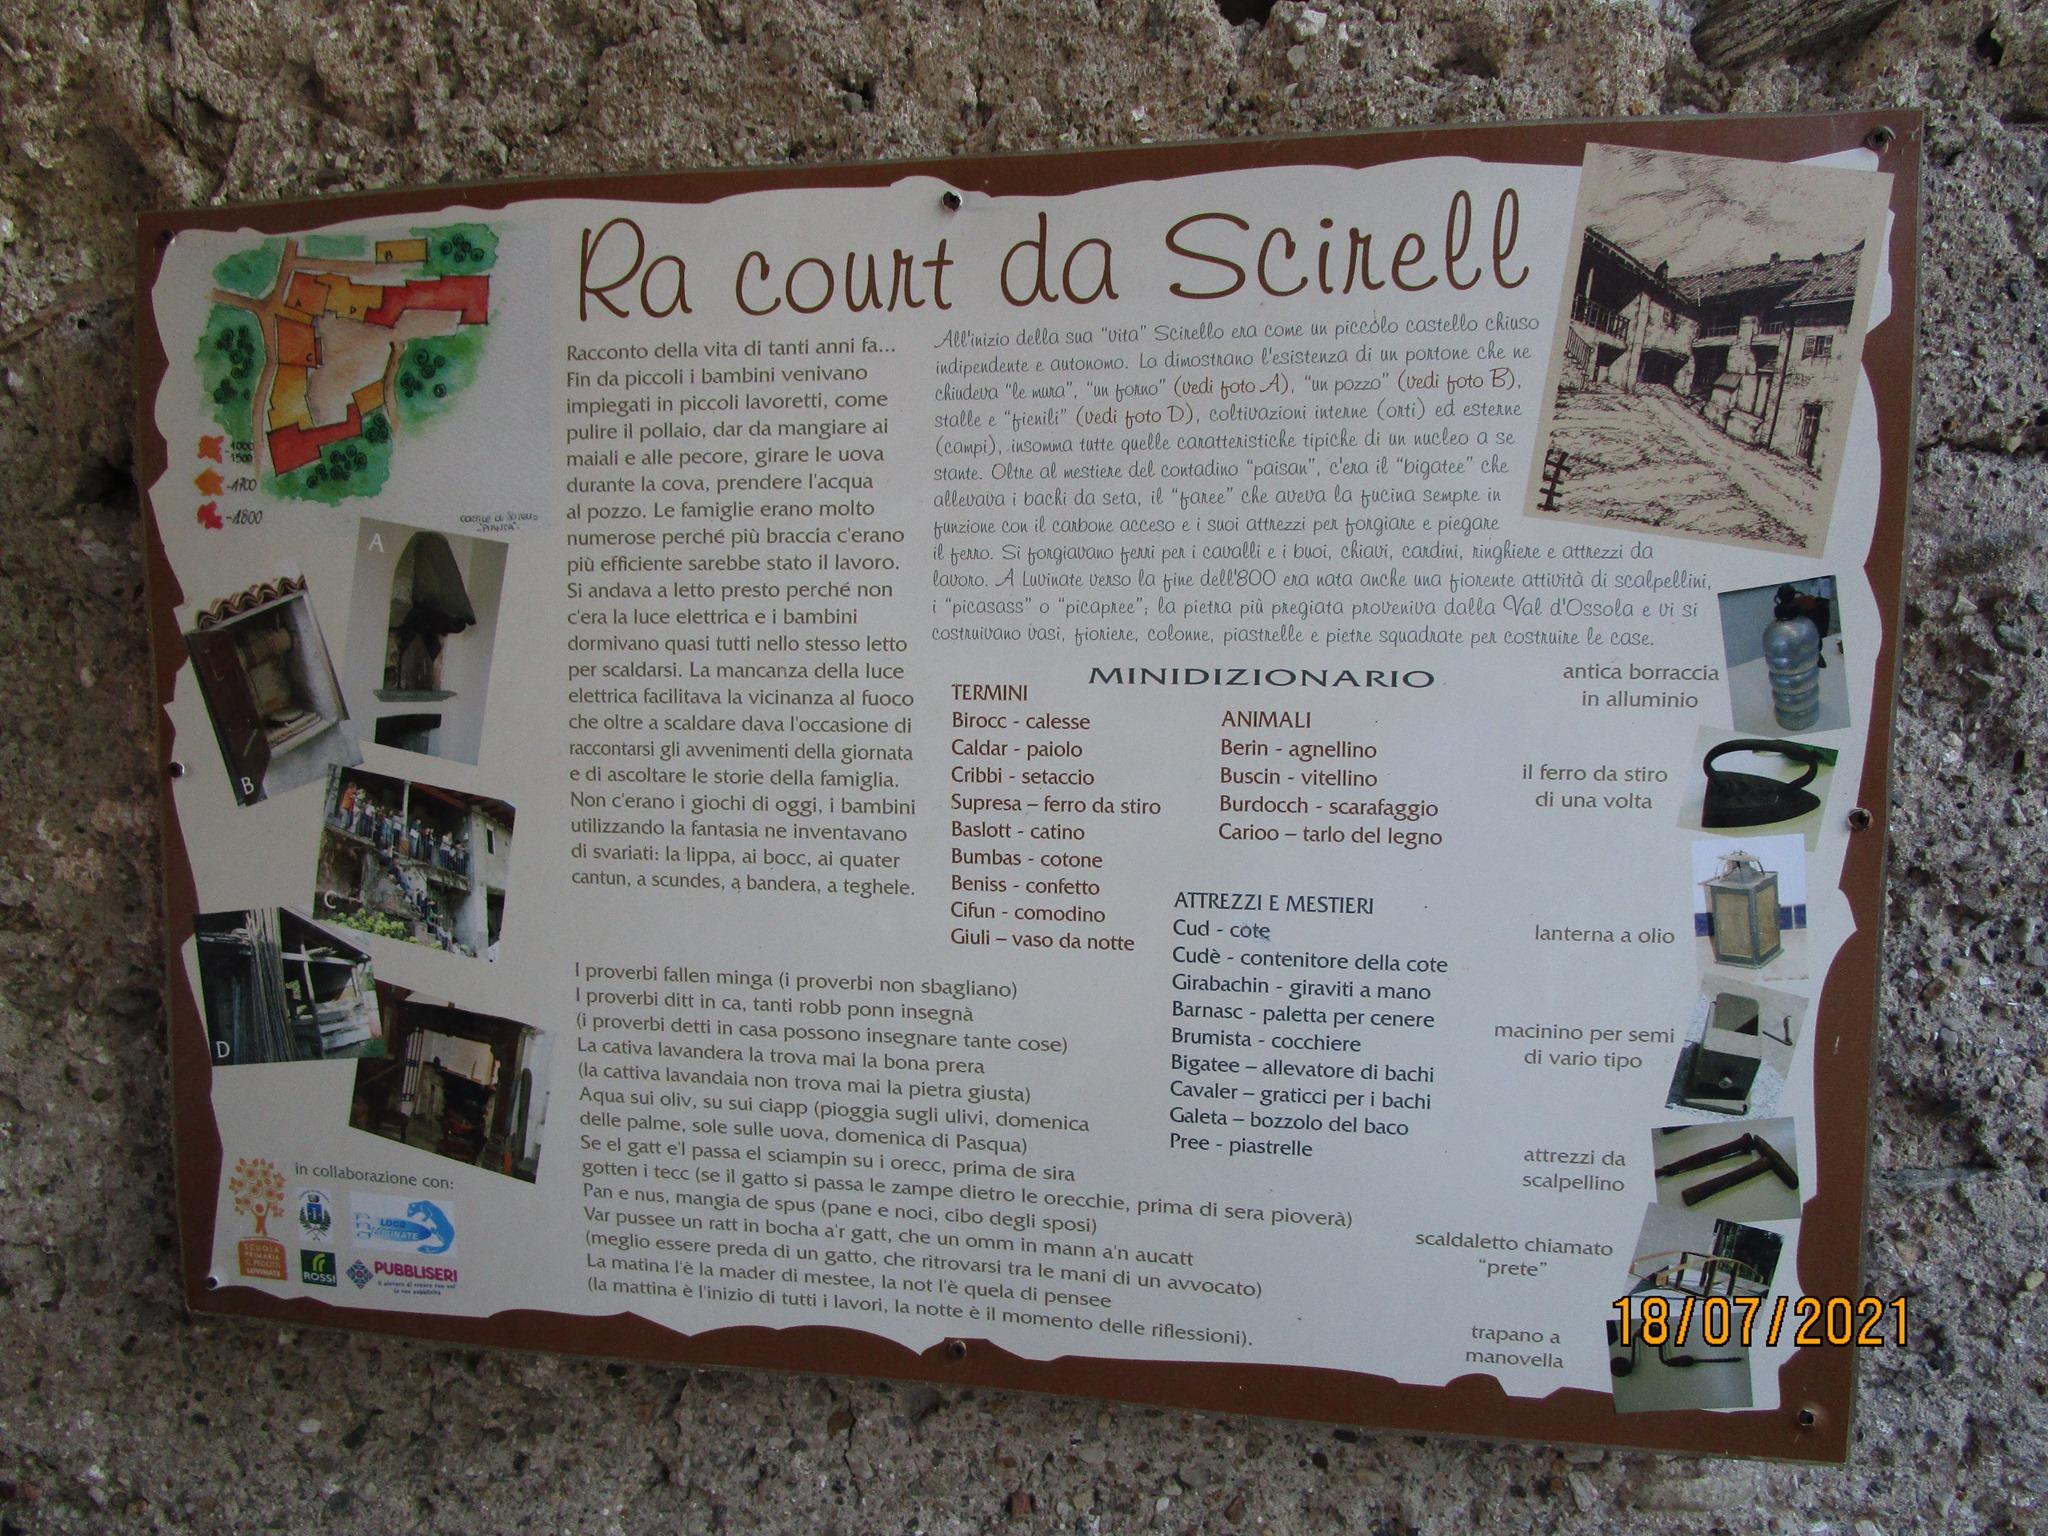 Ra court da Scirell
B
A
D
C
1000
1500
-1700
-1800
Racconto della vita di tanti anni fa...
Fin da piccoli i bambini venivano
impiegati in piccoli lavoretti, come
pulire il pollaio, dar da mangiare ai
maiali e alle pecore, girare le uova
durante la cova, prendere l'acqua
al pozzo. Le famiglie erano molto
numerose perché più braccia c'erano
più efficiente sarebbe stato il lavoro.
Si andava a letto presto perché non
c'era la luce elettrica e i bambini
dormivano quasi tutti nello stesso letto
per scaldarsi. La mancanza della luce
elettrica facilitava la vicinanza al fuoco
che oltre a scaldare dava l'occasione di
raccontarsi gli avvenimenti della giornata
e di ascoltare le storie della famiglia.
Non c'erano i giochi di oggi, i bambini
utilizzando la fantasia ne inventavano
di svariati: la lippa, ai bocc, ai quater
cantun, a scundes, a bandera, a teghele.
All'inizio della sua "vita" Scirello era come un piccolo castello chiuso
indipendente e autonomo. Lo dimostrano l'esistenza di un portone che ne
chiudeva "le mura", "un forno" (vedi foto A), "un pozzo" (vedi foto B),
stalle e "fienili" (vedi foto D), coltivazioni interne (orti) ed esterne
(campi), insomma tutte quelle caratteristiche tipiche di un nucleo a se
stante. Oltre al mestiere del contadino "paisan", c'era il "bigatee" che
allevava i bachi da seta, il "faree" che aveva la fucina sempre in
funzione con il carbone acceso e i suoi attrezzi per forgiare e piegare
il ferro. Si forgiavano ferri per i cavalli e i buoi, chiavi, cardini, ringhiere e attrezzi da
lavoro. A Luvinate verso la fine dell'800 era nata anche una fiorente attività di scalpellini,
i "picasass" o "picapree"; la pietra più pregiata proveniva dalla Val d'Ossola e vi si
costruivano vasi, fioriere, colonne, piastrelle e pietre squadrate per costruire le case.
MINIDIZIONARIO
TERMINI
Birocc - calesse
Caldar - paiolo
Cribbi - setaccio
Supresa – ferro da stiro
Baslott - catino
Bumbas - cotone
Beniss - confetto
Cifun - comodino
Giuli – vaso da notte
ANIMALI
Berin - agnellino
Buscin - vitellino
Burdocch - scarafaggio
Carioo – tarlo del legno
ATTREZZI E MESTIERI
Cud - cote
Cudè - contenitore della cote
Girabachin - giraviti a mano
Barnasc - paletta per cenere
Brumista - cocchiere
Bigatee – allevatore di bachi
Cavaler – graticci per i bachi
Galeta – bozzolo del baco
Pree - piastrelle
I proverbi fallen minga (i proverbi non sbagliano)
I proverbi ditt in ca, tanti robb ponn insegnà
(i proverbi detti in casa possono insegnare tante cose)
La cativa lavandera la trova mai la bona prera
(la cattiva lavandaia non trova mai la pietra giusta)
Aqua sui oliv, su sui ciapp (pioggia sugli ulivi, domenica
delle palme, sole sulle uova, domenica di Pasqua)
Se el gatt e'l passa el sciampin su i orecc, prima de sira
gotten i tecc (se il gatto si passa le zampe dietro le orecchie, prima di sera pioverà)
Pan e nus, mangia de spus (pane e noci, cibo degli sposi)
Var pussee un ratt in bocha a'r gatt, che un omm in mann a'n aucatt
(meglio essere preda di un gatto, che ritrovarsi tra le mani di un avvocato)
La matina l'è la mader di mestee, la not l'è quela di pensee
(la mattina è l'inizio di tutti i lavori, la notte è il momento delle riflessioni).
antica borraccia
in alluminio
il ferro da stiro
di una volta
lanterna a olio
macinino per semi
di vario tipo
attrezzi da
scalpellino
scaldaletto chiamato
"prete"
trapano a
manovella
A
B
C
D
in collaborazione con:
SCUOLA
PRIMARIA
C. PEDOTTI
LUVINATE
PRO LOCO
LUVINATE
ROSSI
PUBBLISERI
18/07/2021